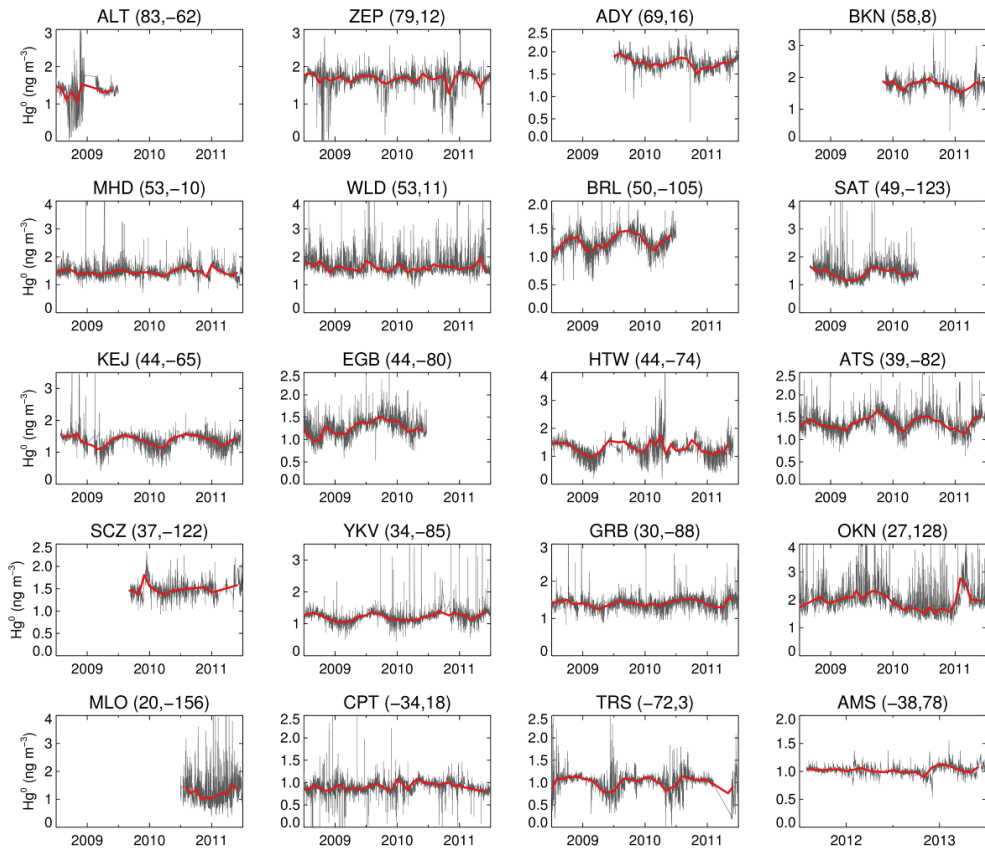 ALT (83,−62) ZEP (79,12) ADY (69,16) BKN (58,8)
Hg⁰ (ng m⁻³)
3 3 2.5 3
2 2 2.0 2
1 1 1.5 1
0 0 1.0 0
0.5
0.0
2009 2010 2011 2009 2010 2011 2009 2010 2011 2009 2010 2011
MHD (53,−10) WLD (53,11) BRL (50,−105) SAT (49,−123)
Hg⁰ (ng m⁻³)
4 4 2.0 4
3 3 1.5 3
2 2 1.0 2
1 1 0.5 1
0 0 0.0 0
2009 2010 2011 2009 2010 2011 2009 2010 2011 2009 2010 2011
KEJ (44,−65) EGB (44,−80) HTW (44,−74) ATS (39,−82)
Hg⁰ (ng m⁻³)
3 2.5 4 2.5
2 2.0 3 2.0
1 1.5 2 1.5
0 1.0 1 1.0
0.5 0 0.5
0.0 0.0
2009 2010 2011 2009 2010 2011 2009 2010 2011 2009 2010 2011
SCZ (37,−122) YKV (34,−85) GRB (30,−88) OKN (27,128)
Hg⁰ (ng m⁻³)
2.5 3 3 4
2.0 2 2 3
1.5 1 1 2
1.0 0 0 1
0.5 0
0.0
2009 2010 2011 2009 2010 2011 2009 2010 2011 2009 2010 2011
MLO (20,−156) CPT (−34,18) TRS (−72,3) AMS (−38,78)
Hg⁰ (ng m⁻³)
4 2.5 2.5 2.0
3 2.0 2.0 1.5
2 1.5 1.5 1.0
1 1.0 1.0 0.5
0 0.5 0.5 0.0
0.0 0.0
2009 2010 2011 2009 2010 2011 2009 2010 2011 2012 2013